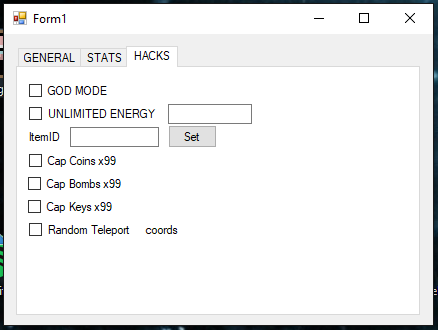 Form1
GENERAL STATS HACKS
GOD MODE
UNLIMITED ENERGY
ItemID Set
Cap Coins x99
Cap Bombs x99
Cap Keys x99
Random Teleport coords